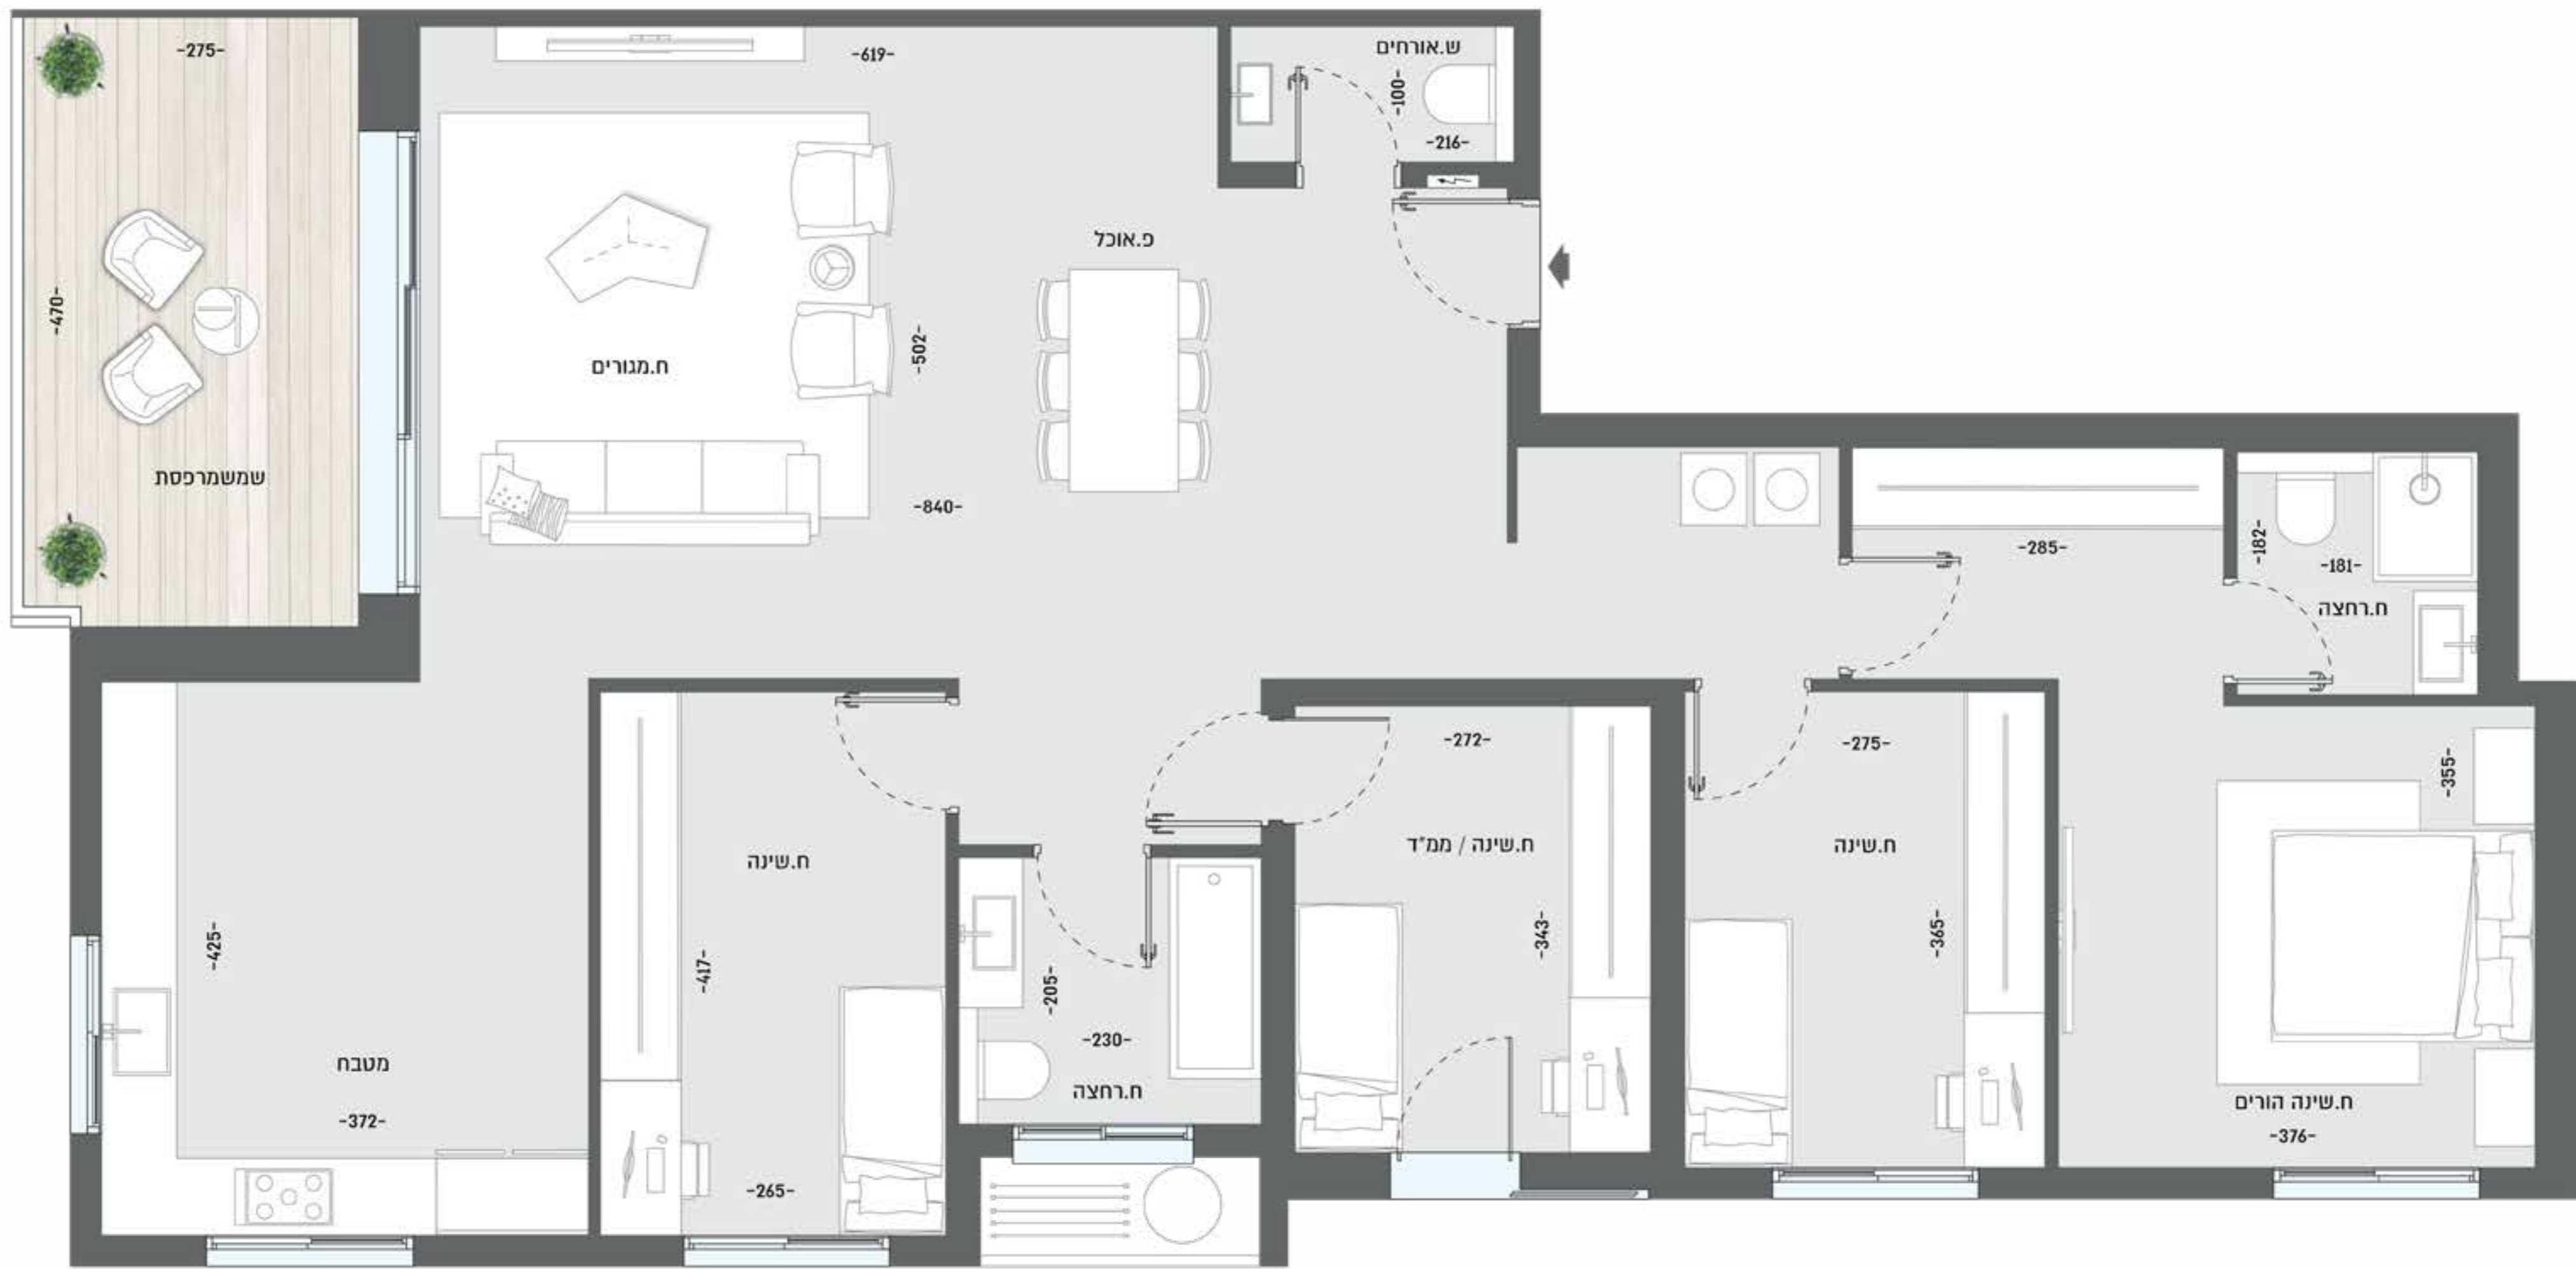 -275-
-470-
שמשמרפסת
-619-
ח.מגורים
-502-
-840-
פ.אוכל
ש.אורחים
-100-
-216-
-285-
-182-
-181-
ח.רחצה
-425-
מטבח
-372-
ח.שינה
-417-
-265-
-205-
-230-
ח.רחצה
-272-
ח.שינה / ממ"ד
-343-
-275-
ח.שינה
-365-
-355-
ח.שינה הורים
-376-